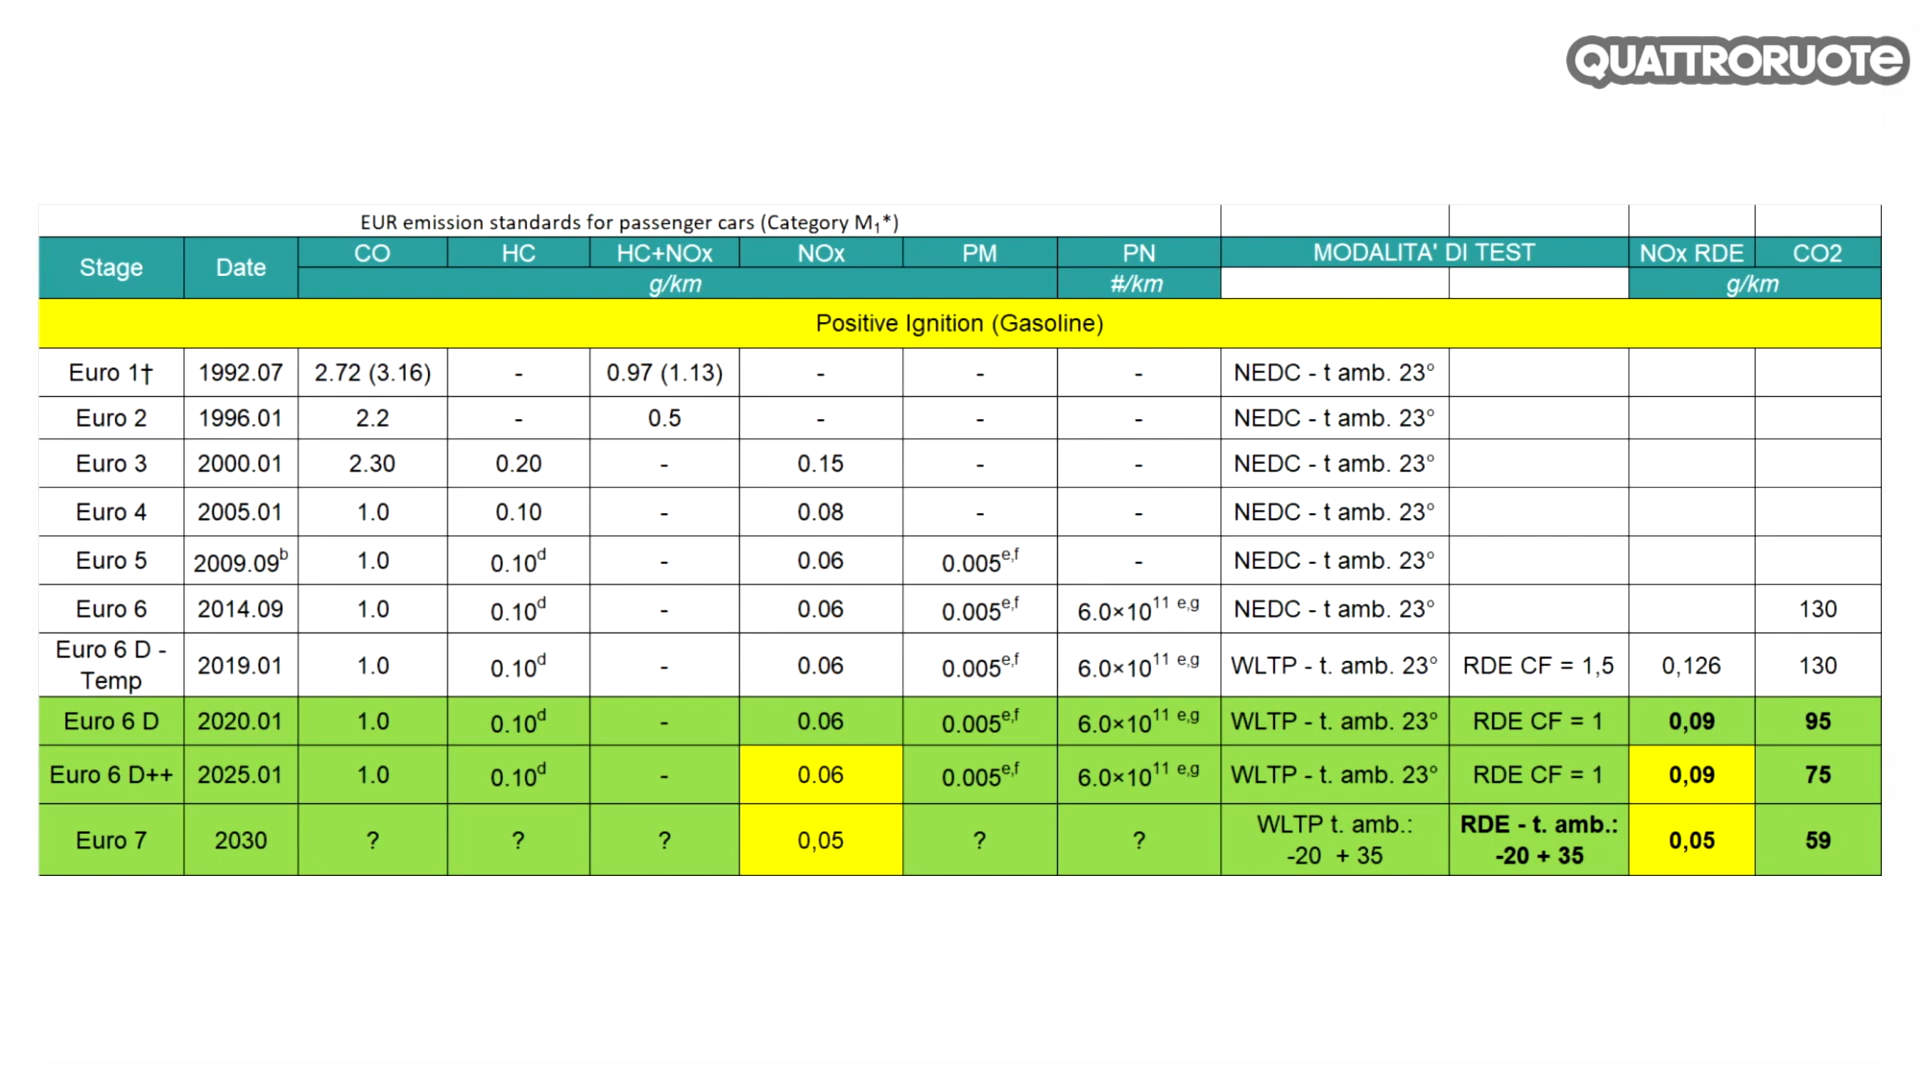 QUATTRORUOTe
EUR emission standards for passenger cars (Category M₁*)
Stage Date CO HC HC+NOx NOx PM PN MODALITA' DI TEST NOx RDE CO2
g/km #/km g/km
Positive Ignition (Gasoline)
Euro 1† 1992.07 2.72 (3.16) - 0.97 (1.13) - - - NEDC - t amb. 23°
Euro 2 1996.01 2.2 - 0.5 - - - NEDC - t amb. 23°
Euro 3 2000.01 2.30 0.20 - 0.15 - - NEDC - t amb. 23°
Euro 4 2005.01 1.0 0.10 - 0.08 - - NEDC - t amb. 23°
Euro 5 2009.09ᵇ 1.0 0.10ᵈ - 0.06 0.005ᵉ,ᶠ - NEDC - t amb. 23°
Euro 6 2014.09 1.0 0.10ᵈ - 0.06 0.005ᵉ,ᶠ 6.0×10¹¹ ᵉ,ᵍ NEDC - t amb. 23° 130
Euro 6 D -
Temp 2019.01 1.0 0.10ᵈ - 0.06 0.005ᵉ,ᶠ 6.0×10¹¹ ᵉ,ᵍ WLTP - t. amb. 23° RDE CF = 1,5 0,126 130
Euro 6 D 2020.01 1.0 0.10ᵈ - 0.06 0.005ᵉ,ᶠ 6.0×10¹¹ ᵉ,ᵍ WLTP - t. amb. 23° RDE CF = 1 0,09 95
Euro 6 D++ 2025.01 1.0 0.10ᵈ - 0.06 0.005ᵉ,ᶠ 6.0×10¹¹ ᵉ,ᵍ WLTP - t. amb. 23° RDE CF = 1 0,09 75
Euro 7 2030 ? ? ? 0,05 ? ? WLTP t. amb.: RDE - t. amb.: 0,05 59
-20 + 35 -20 + 35